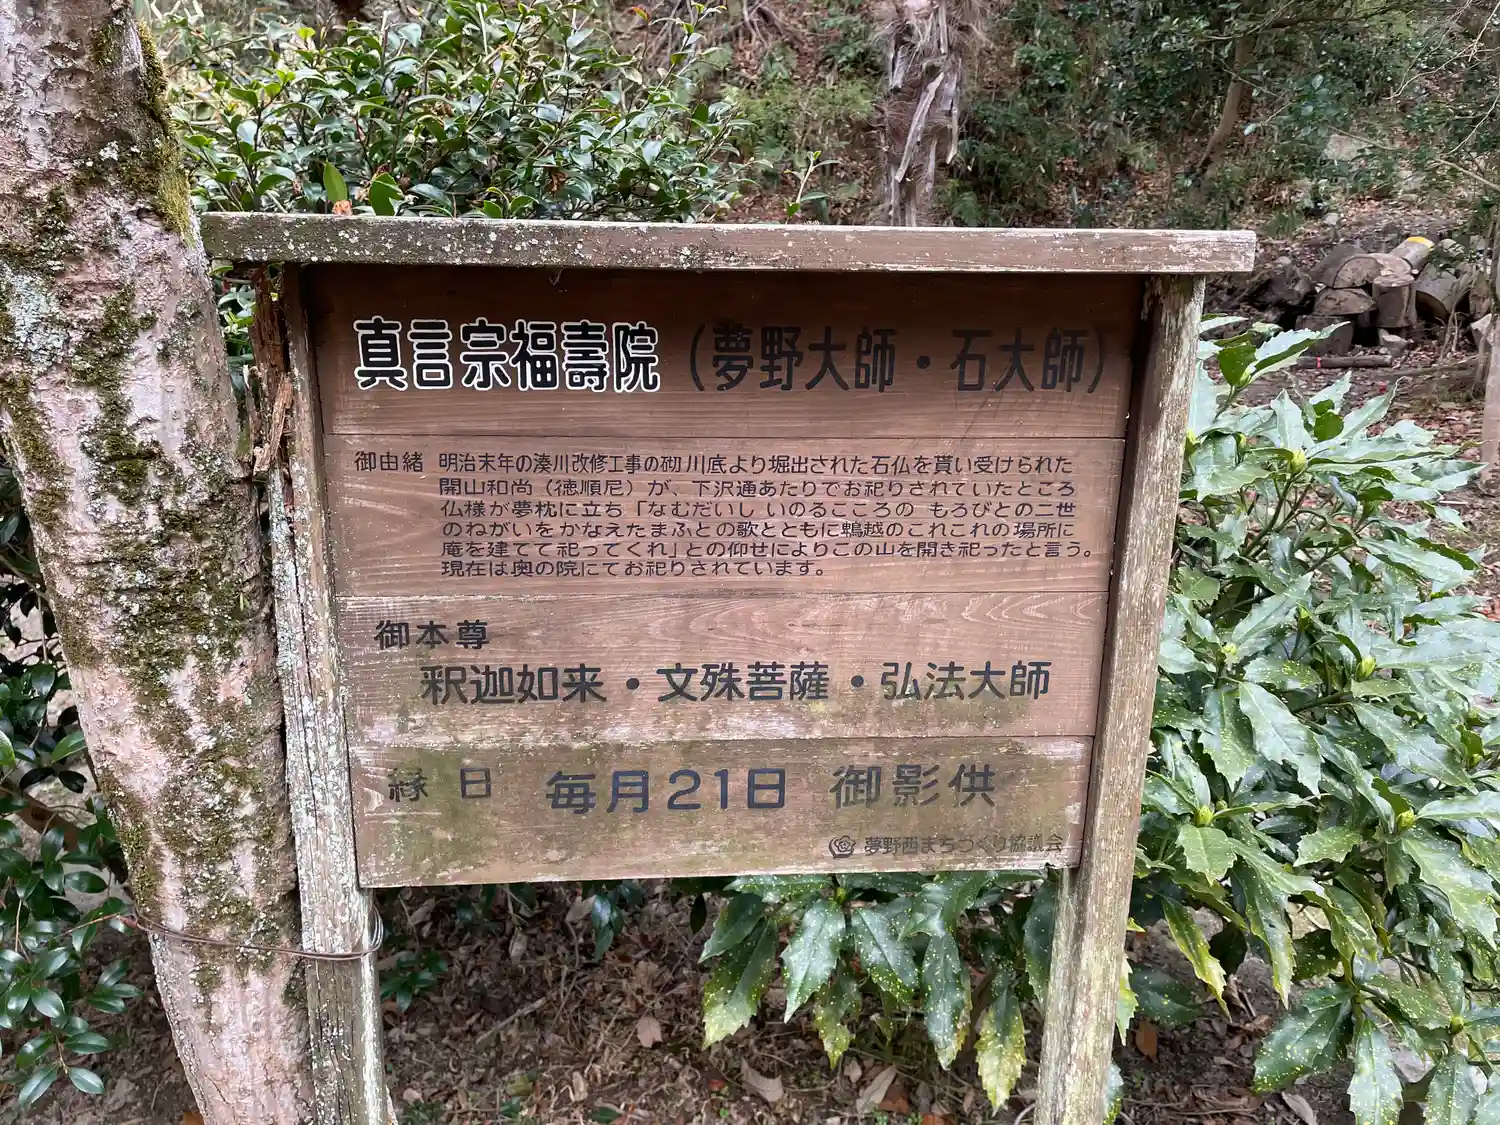 真言宗福壽院(夢野大師・石大師)
御由緒 明治末年の湊川改修工事の砌川底より堀出された石仏を貰い受けられた
開山和尚(徳順尼)が、下沢通あたりでお祀りされていたところ
仏様が夢枕に立ち「なむだいし いのるこころの もろびとの二世
のねがいをかなえたまふとの歌とともに鵯越のこれこれの場所に
庵を建てて祀ってくれ」との仰せによりこの山を開き祀ったと言う。
現在は奥の院にてお祀りされています。
御本尊
釈迦如来・文殊菩薩・弘法大師
縁日 毎月21日 御影供
夢野西まちづくり協議会